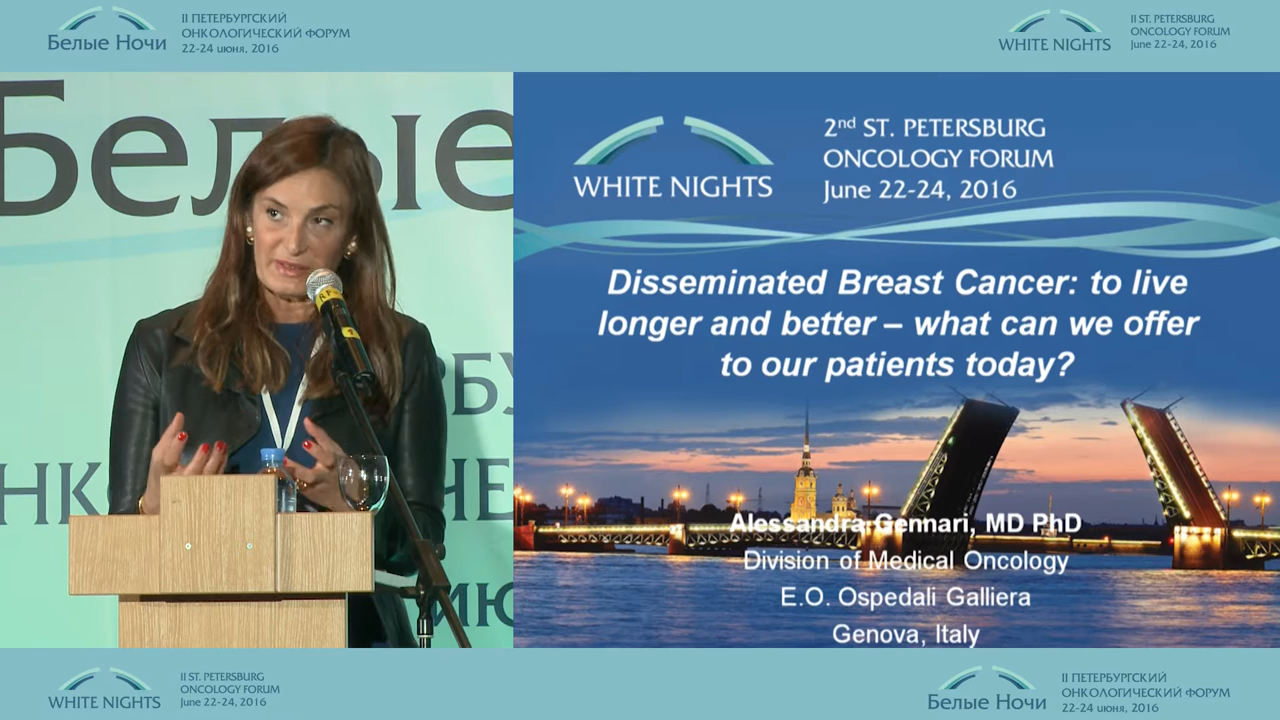 Белые Ночи
II ПЕТЕРБУРГСКИЙ
ОНКОЛОГИЧЕСКИЙ ФОРУМ
22-24 июня, 2016
WHITE NIGHTS
II ST. PETERSBURG
ONCOLOGY FORUM
June 22-24, 2016
Белые
WHITE NIGHTS
2nd ST. PETERSBURG
ONCOLOGY FORUM
June 22-24, 2016
Disseminated Breast Cancer: to live
longer and better – what can we offer
to our patients today?
Alessandra Gennari, MD PhD
Division of Medical Oncology
E.O. Ospedali Galliera
Genova, Italy
WHITE NIGHTS
II ST. PETERSBURG
ONCOLOGY FORUM
June 22-24, 2016
Белые Ночи
II ПЕТЕРБУРГСКИЙ
ОНКОЛОГИЧЕСКИЙ ФОРУМ
22-24 июня, 2016